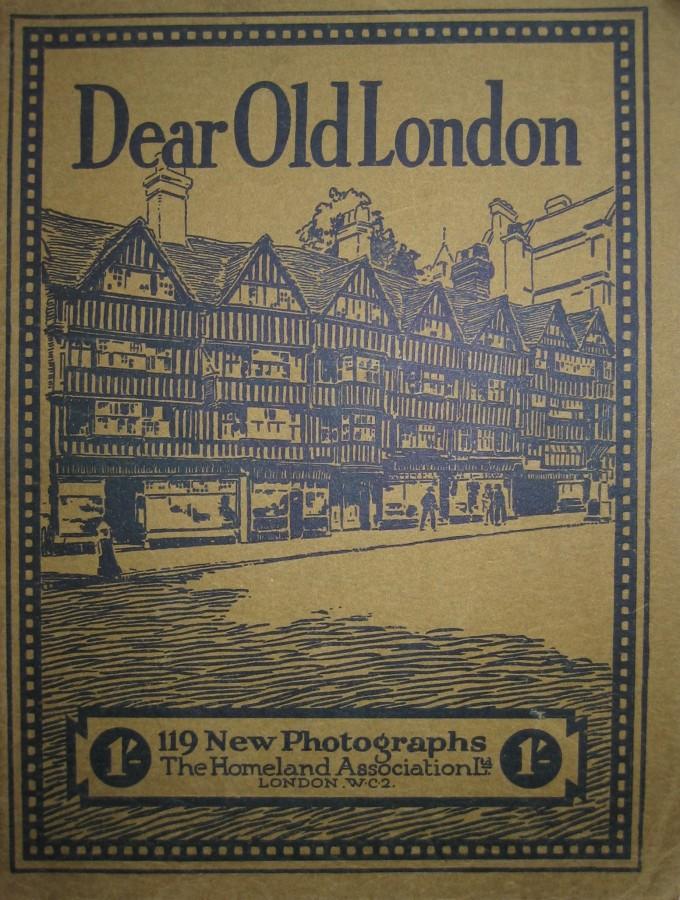 Dear Old London
1/- 119 New Photographs 1/-
The Homeland Association Ltd.
LONDON. W.C.2.